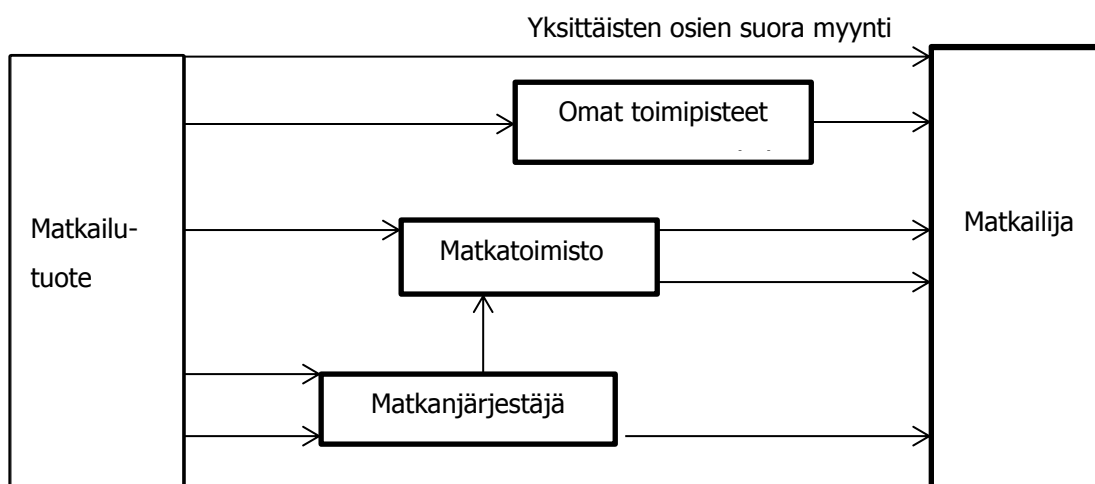 Yksittäisten osien suora myynti
Omat toimipisteet
Matkailu-
tuote
Matkatoimisto
Matkailija
Matkanjärjestäjä